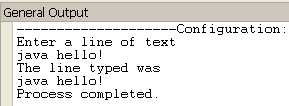 General Output
--------------------Configuration:
Enter a line of text
java hello!
The line typed was
java hello!
Process completed.